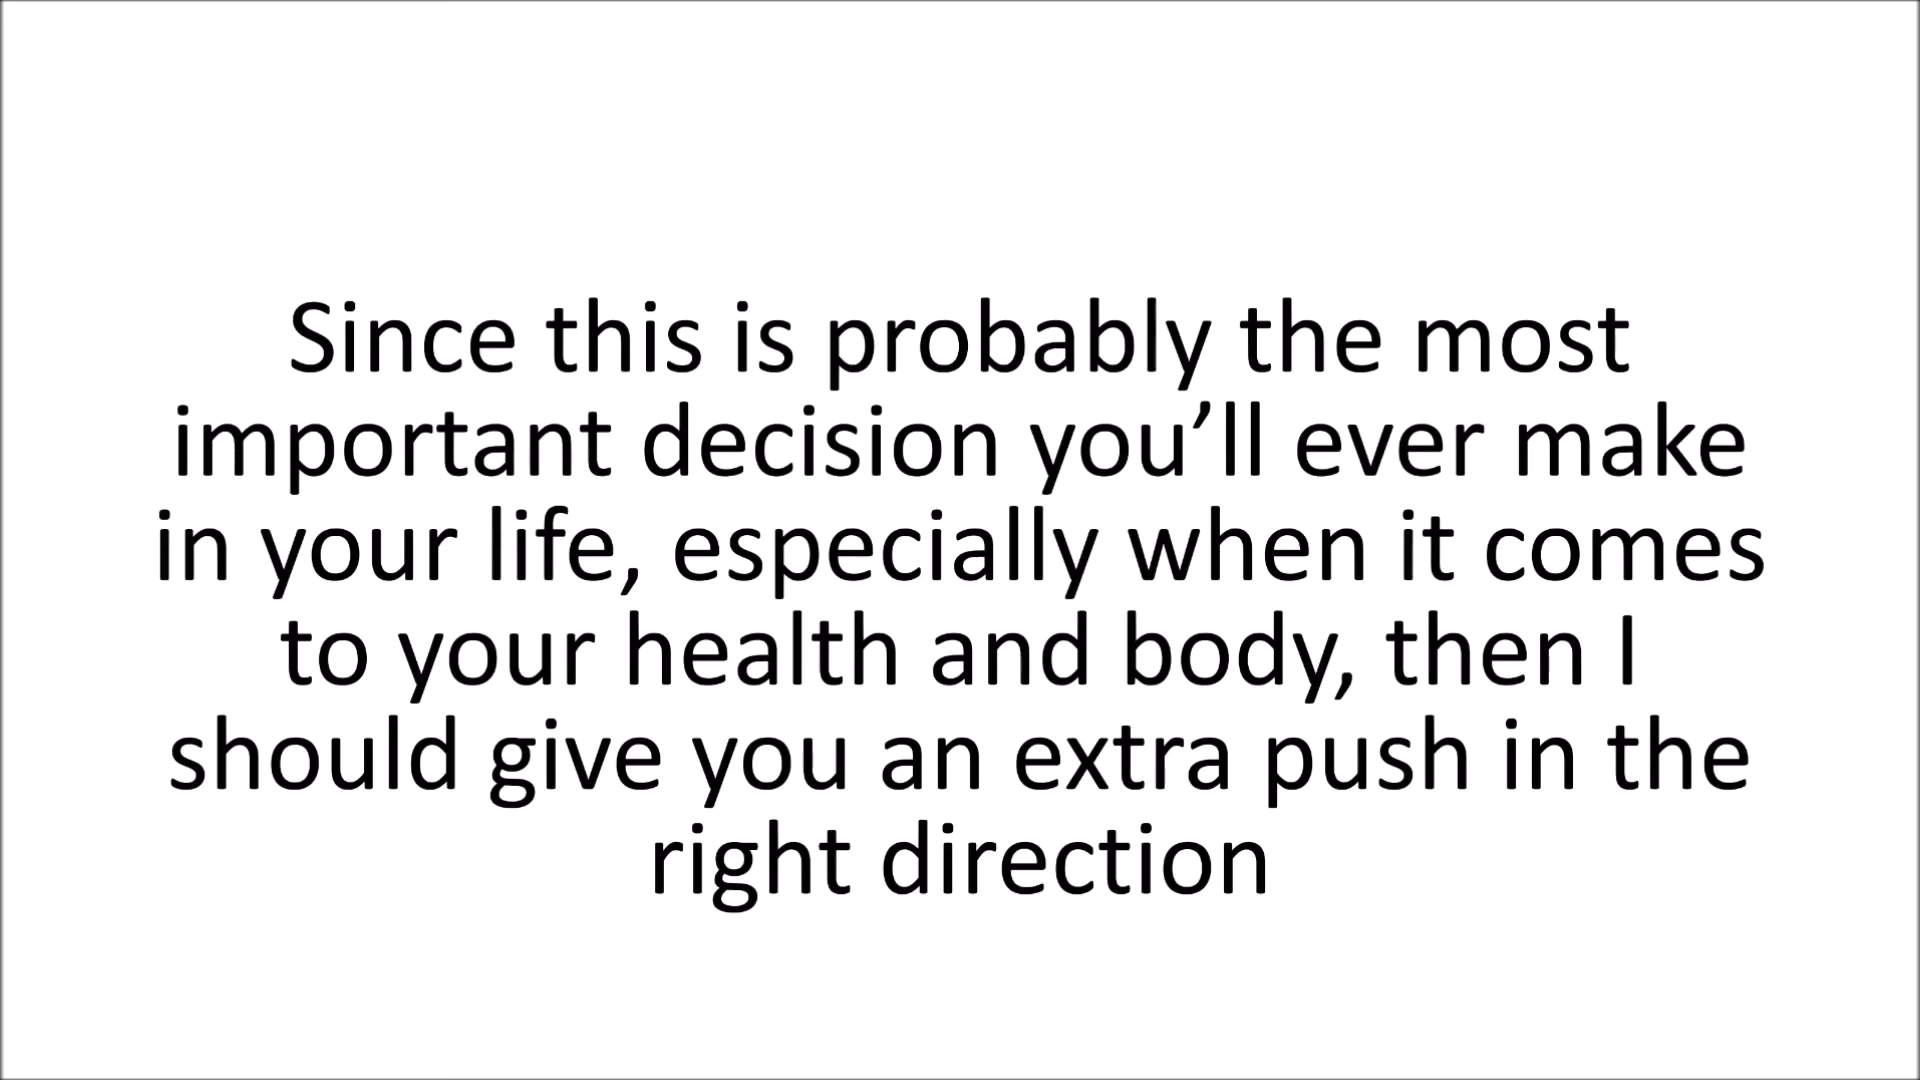 Since this is probably the most
important decision you’ll ever make
in your life, especially when it comes
to your health and body, then I
should give you an extra push in the
right direction